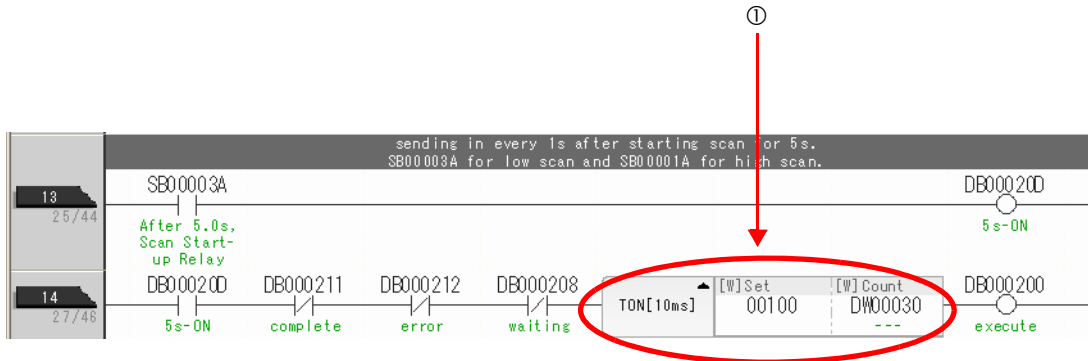 ①
sending in every 1s after starting scan for 5s.
SB00003A for low scan and SB00001A for high scan.
13
25/44
SB00003A
After 5.0s,
Scan Start-
up Relay
DB00020D
5s-ON
14
27/46
DB00020D
5s-ON
DB000211
complete
DB000212
error
DB000208
waiting
TON[10ms]
[W]Set
00100
[W]Count
DW00030
---
DB000200
execute